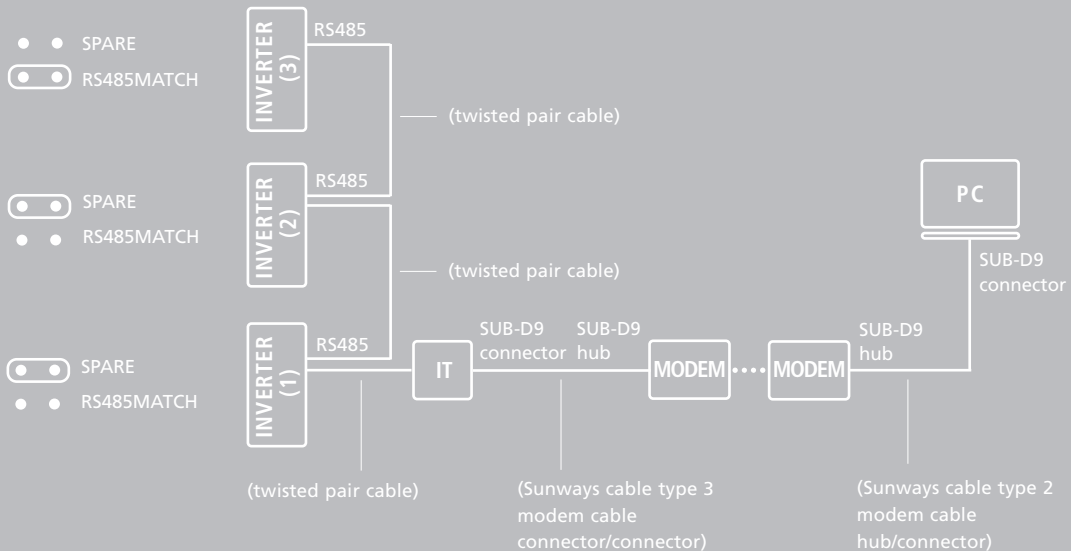 SPARE
RS485MATCH
INVERTER
(3)
RS485
(twisted pair cable)
SPARE
RS485MATCH
INVERTER
(2)
RS485
(twisted pair cable)
PC
SUB-D9
connector
SPARE
RS485MATCH
INVERTER
(1)
RS485
IT
SUB-D9
connector
SUB-D9
hub
MODEM
MODEM
SUB-D9
hub
(twisted pair cable)
(Sunways cable type 3
modem cable
connector/connector)
(Sunways cable type 2
modem cable
hub/connector)